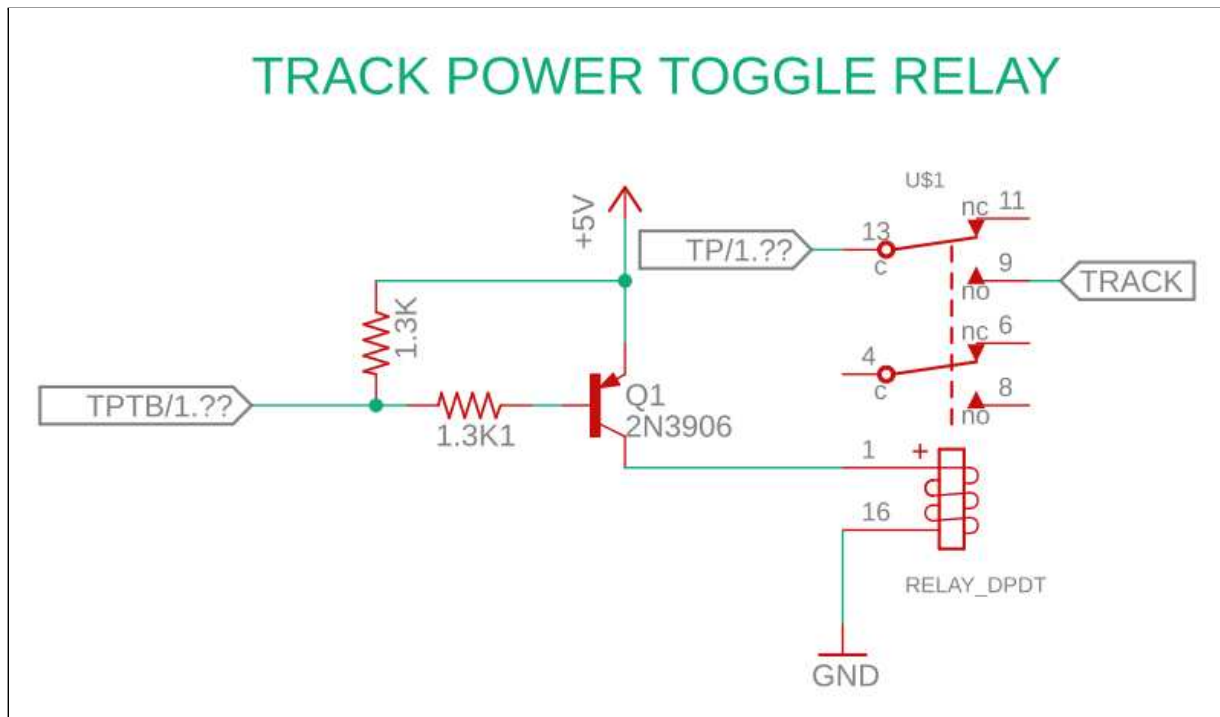 TRACK POWER TOGGLE RELAY
U$1
+5V
TP/1.??
13
c
nc
11
9
no
TRACK
1.3K
4
c
nc
6
8
no
TPTB/1.??
1.3K1
Q1
2N3906
1
+
16
RELAY_DPDT
GND